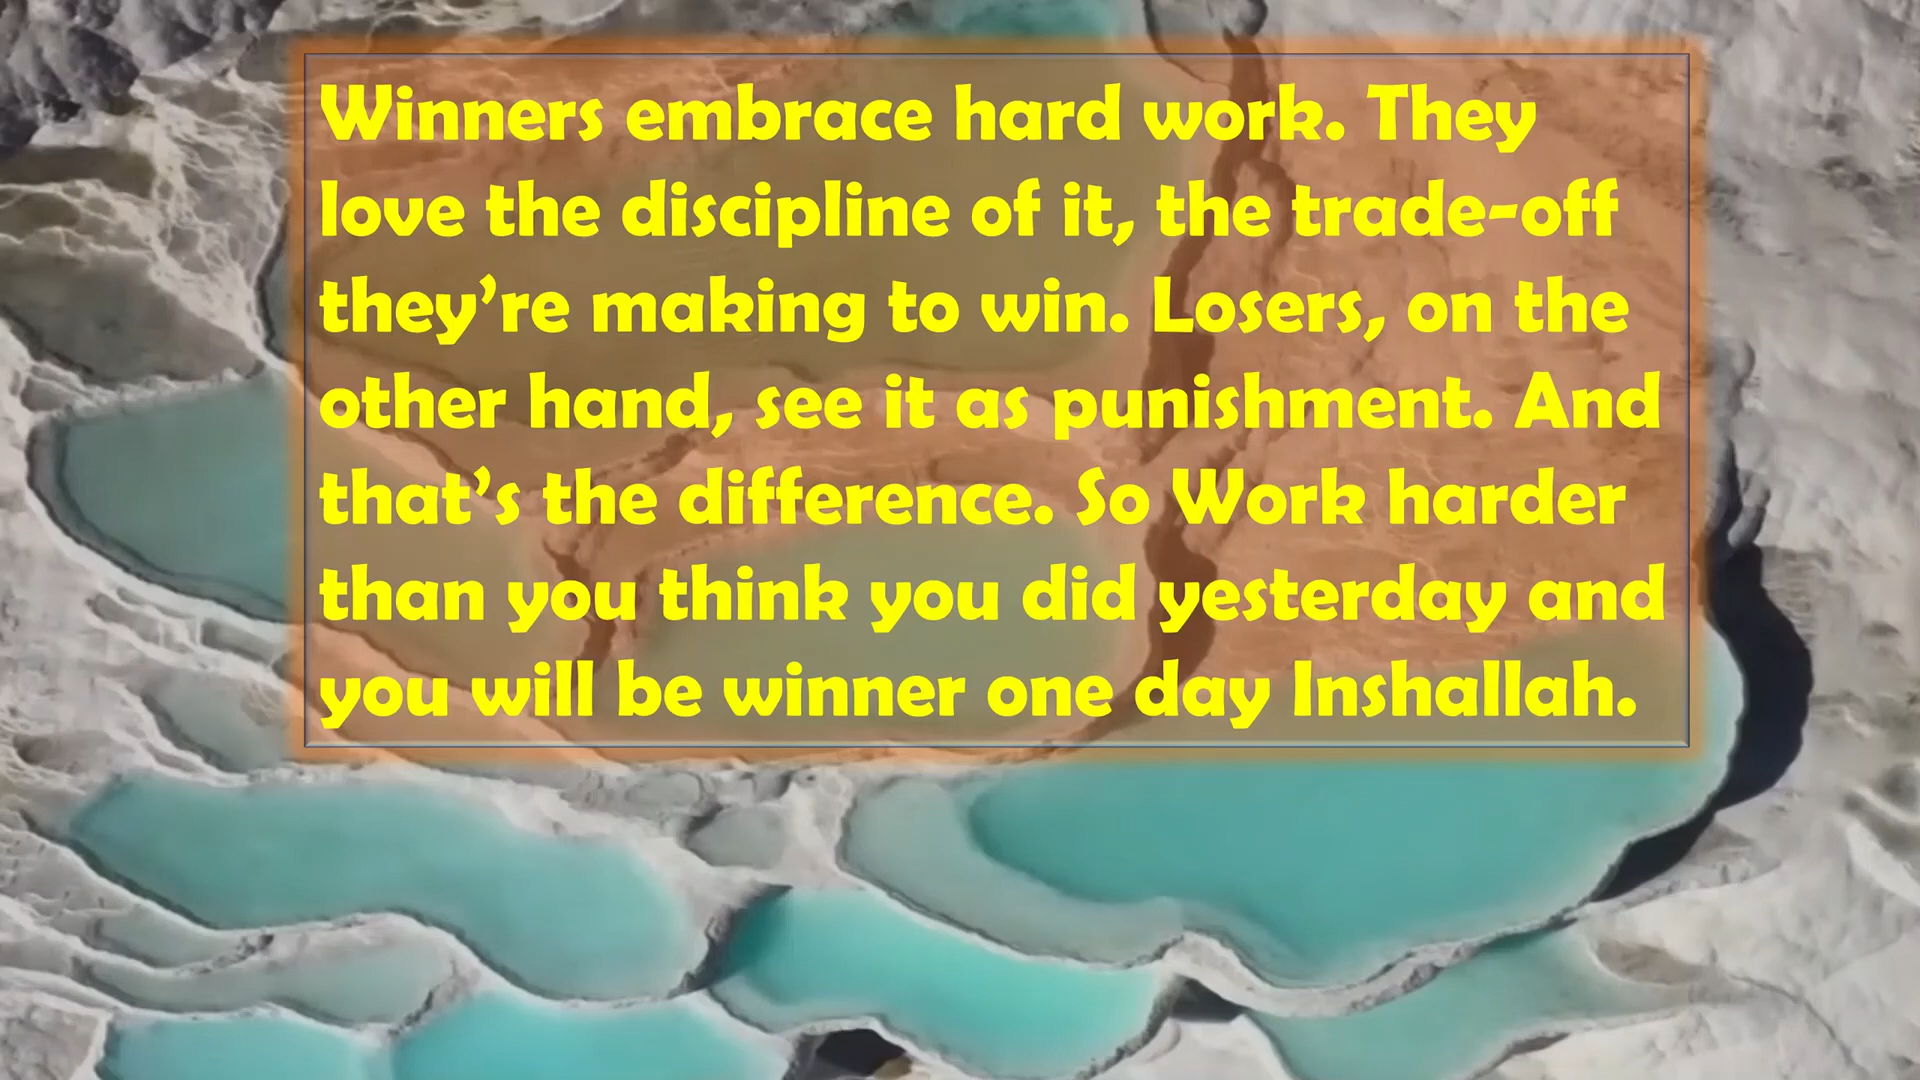 Winners embrace hard work. They
love the discipline of it, the trade-off
they’re making to win. Losers, on the
other hand, see it as punishment. And
that’s the difference. So Work harder
than you think you did yesterday and
you will be winner one day Inshallah.